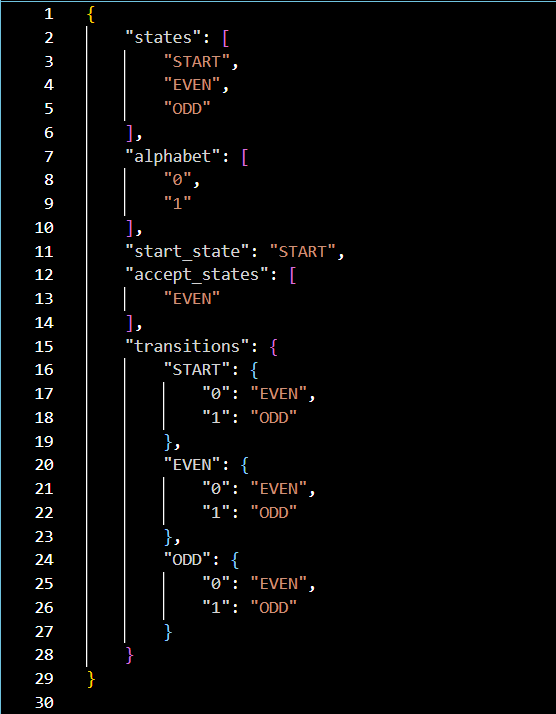 1 {
2     "states": [
3         "START",
4         "EVEN",
5         "ODD"
6     ],
7     "alphabet": [
8         "0",
9         "1"
10     ],
11     "start_state": "START",
12     "accept_states": [
13         "EVEN"
14     ],
15     "transitions": {
16         "START": {
17             "0": "EVEN",
18             "1": "ODD"
19         },
20         "EVEN": {
21             "0": "EVEN",
22             "1": "ODD"
23         },
24         "ODD": {
25             "0": "EVEN",
26             "1": "ODD"
27         }
28     }
29 }
30